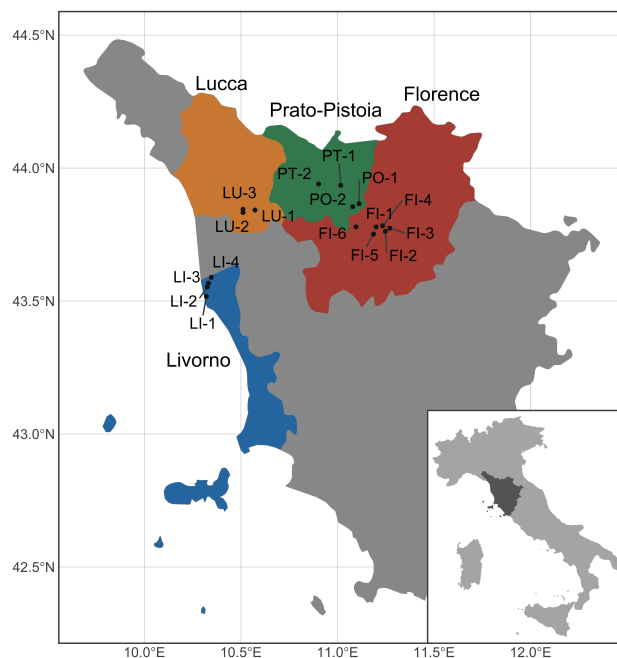 44.5°N
Lucca
Prato-Pistoia
Florence
44.0°N
PT-1
PT-2
PO-1
LU-3
PO-2
FI-4
LU-1
FI-1
LU-2
FI-6
FI-3
FI-5
FI-2
LI-4
LI-3
43.5°N
LI-2
LI-1
Livorno
43.0°N
42.5°N
10.0°E
10.5°E
11.0°E
11.5°E
12.0°E